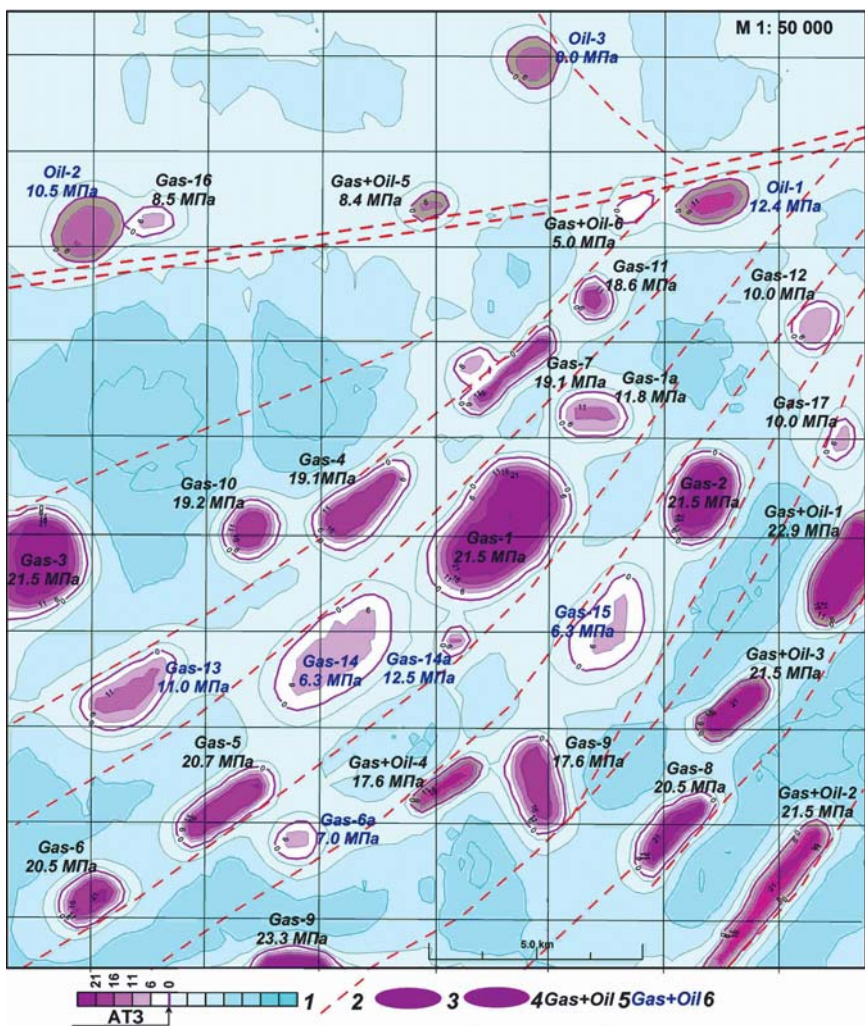 M 1: 50 000
Oil-3
9.0 МПа
Oil-2
10.5 MПа
Gas-16
8.5 МПа
Gas+Oil-5
8.4 МПа
Oil-1
12.4 МПа
Gas+Oil-6
5.0 МПа
Gas-11
18.6 МПа
Gas-12
10.0 МПа
Gas-7
19.1 МПа
Gas-1a
11.8 МПа
Gas-17
10.0 МПа
Gas-10
19.2 МПа
Gas-4
19.1МПа
Gas-1
21.5 МПа
Gas-2
21.5 МПа
Gas+Oil-1
22.9 МПа
Gas-3
21.5 МПа
Gas-15
6.3 МПа
Gas-13
11.0 МПа
Gas-14
6.3 МПа
Gas-14a
12.5 МПа
Gas+Oil-3
21.5 МПа
Gas-5
20.7 МПа
Gas+Oil-4
17.6 МПа
Gas-9
17.6 МПа
Gas-8
20.5 МПа
Gas+Oil-2
21.5 МПа
Gas-6a
7.0 МПа
Gas-6
20.5 МПа
Gas-9
23.3 МПа
5.0 km
21 16 11 6 0 1 2 3 4 Gas+Oil 5 Gas+Oil 6
AT3